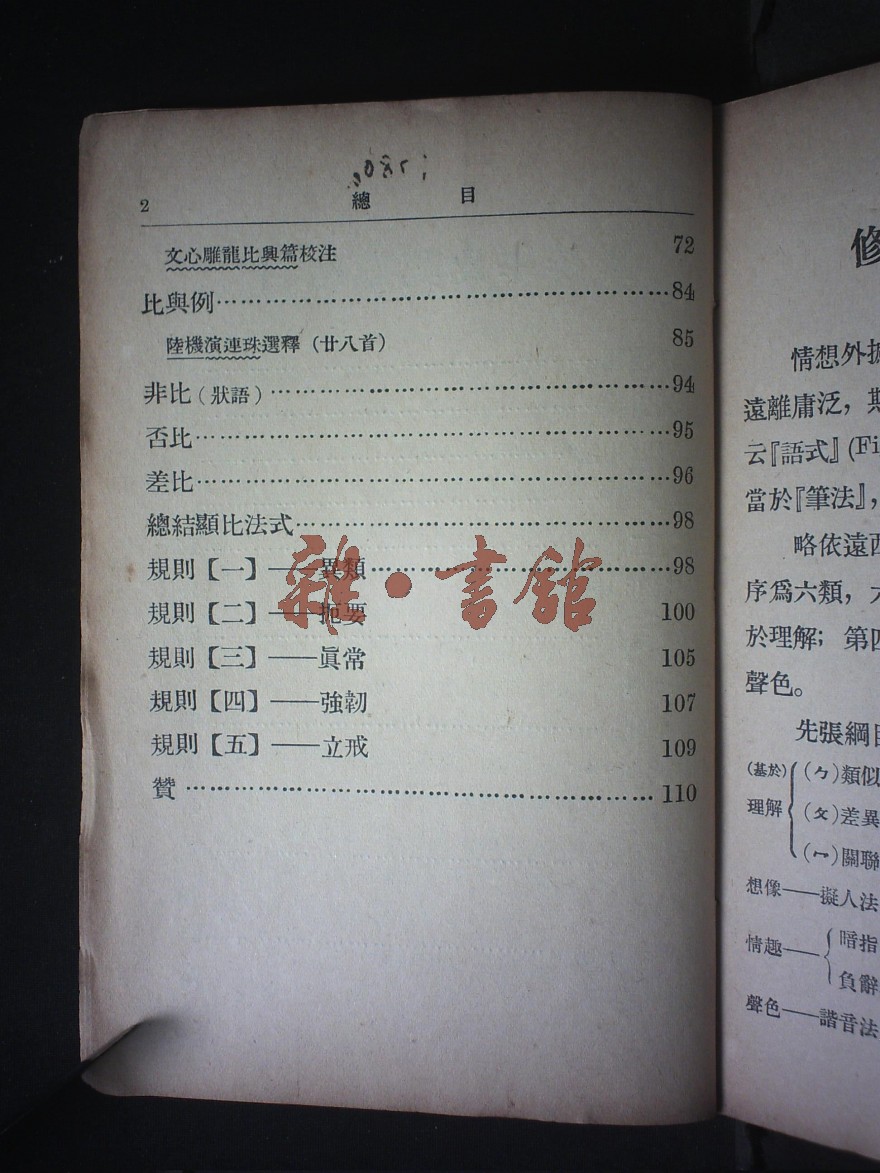 2
總 目
文心雕龍比興篇校注 72
比與例……………………………………………84
陸機演連珠選釋（廿八首） 85
非比（狀語）……………………………………94
否比………………………………………………95
差比………………………………………………96
總結顯比法式……………………………………98
規則【一】——異類……………………………98
規則【二】——扼要 100
規則【三】——眞常 105
規則【四】——強韌 107
規則【五】——立戒 109
贊………………………………………………110
雜·書館
修
情想外
遠離庸泛，
云『語式』(Fi
當於『筆法』，
略依遠西
序爲六類，
於理解；第四
聲色。
先張綱目
(基於)理解
(ㄅ)類似
(ㄆ)差異
(ㄇ)關聯
想像——擬人法
情趣——
暗指
負辭
聲色——諧音法